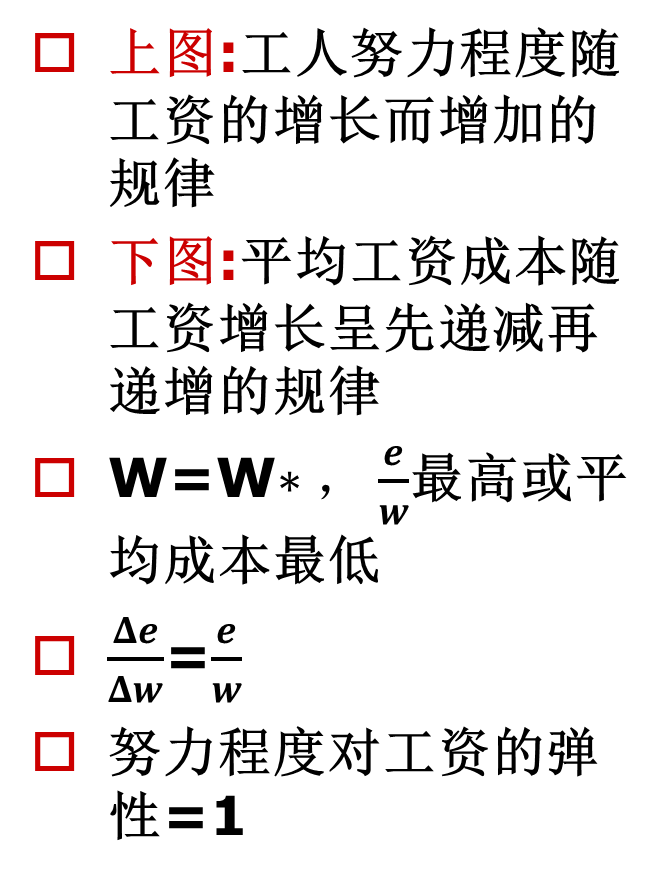 上图:工人努力程度随
工资的增长而增加的
规律
下图:平均工资成本随
工资增长呈先递减再
递增的规律
W=W*，e/w最高或平
均成本最低
Δe/Δw=e/w
努力程度对工资的弹
性=1